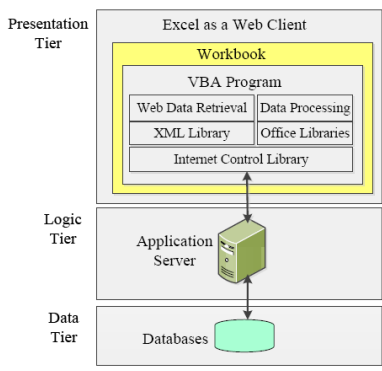 Presentation
Tier
Excel as a Web Client
Workbook
VBA Program
Web Data Retrieval
Data Processing
XML Library
Office Libraries
Internet Control Library
Logic
Tier
Application
Server
Data
Tier
Databases